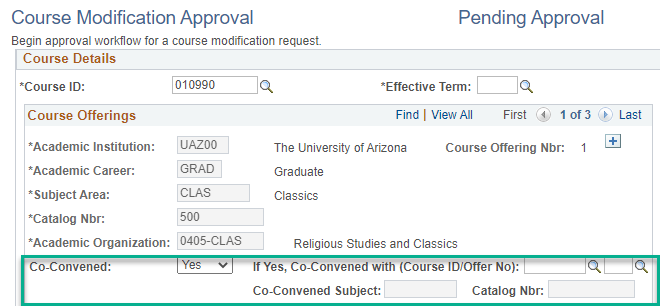 Course Modification Approval Pending Approval
Begin approval workflow for a course modification request.
Course Details
*Course ID: 010990 *Effective Term:
Course Offerings Find | View All First 1 of 3 Last
*Academic Institution: UAZ00 The University of Arizona Course Offering Nbr: 1
*Academic Career: GRAD Graduate
*Subject Area: CLAS Classics
*Catalog Nbr: 500
*Academic Organization: 0405-CLAS Religious Studies and Classics
Co-Convened: Yes If Yes, Co-Convened with (Course ID/Offer No):
Co-Convened Subject: Catalog Nbr: